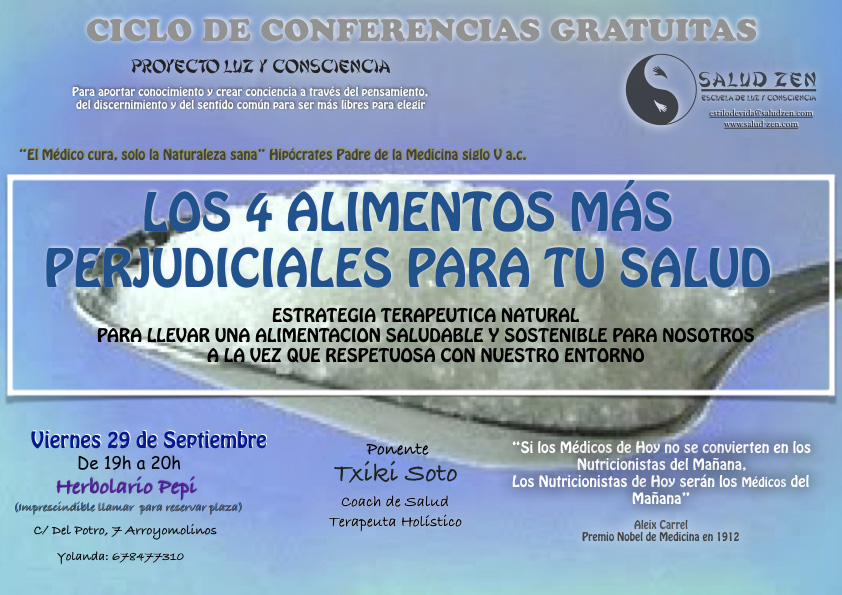 CICLO DE CONFERENCIAS GRATUITAS
PROYECTO LUZ Y CONSCIENCIA
Para aportar conocimiento y crear conciencia a través del pensamiento,
del discernimiento y del sentido común para ser más libres para elegir
SALUD ZEN
ESCUELA DE LUZ Y CONSCIENCIA
estilodevida@saludzen.com
www.salud-zen.com
“El Médico cura, solo la Naturaleza sana” Hipócrates Padre de la Medicina siglo V a.c.
LOS 4 ALIMENTOS MÁS
PERJUDICIALES PARA TU SALUD
ESTRATEGIA TERAPEUTICA NATURAL
PARA LLEVAR UNA ALIMENTACION SALUDABLE Y SOSTENIBLE PARA NOSOTROS
A LA VEZ QUE RESPETUOSA CON NUESTRO ENTORNO
Viernes 29 de Septiembre
De 19h a 20h
Herbolario Pepi
(Imprescindible llamar para reservar plaza)
C/ Del Potro, 7 Arroyomolinos
Yolanda: 678477310
Ponente
Txiki Soto
Coach de Salud
Terapeuta Holístico
“Si los Médicos de Hoy no se convierten en los
Nutricionistas del Mañana,
Los Nutricionistas de Hoy serán los Médicos del
Mañana”
Aleix Carrel
Premio Nobel de Medicina en 1912